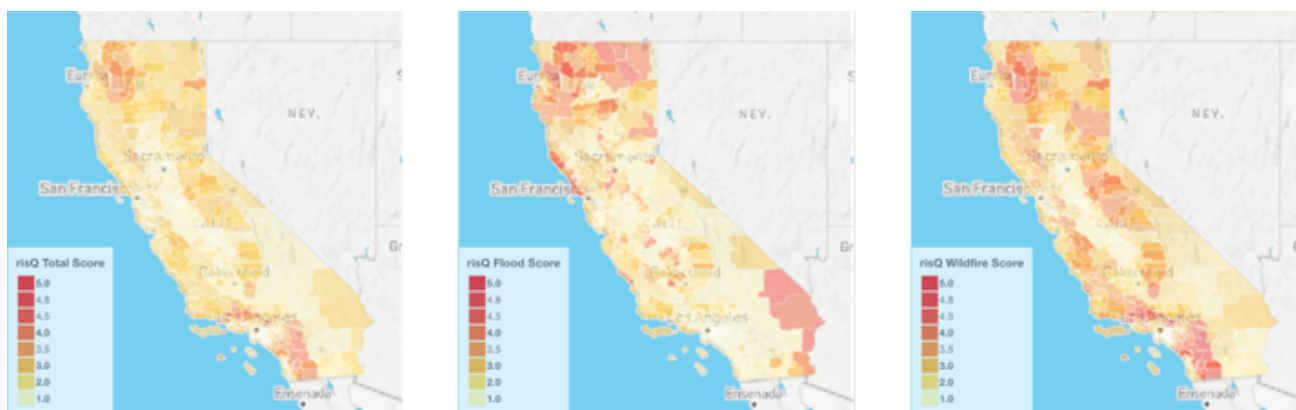 Eureka
NEV.
Sacramento
San Francisco
CALIF.
risQ Total Score
5.0
4.8
4.5
4.0
3.5
3.0
2.0
1.0
Bakersfield
Los Angeles
Ensenada
Eureka
NEV.
Sacramento
San Francisco
CALIF.
risQ Flood Score
5.0
4.8
4.5
4.0
3.5
3.0
2.0
1.0
Bakersfield
Los Angeles
Ensenada
Eureka
NEV.
Sacramento
San Francisco
CALIF.
risQ Wildfire Score
5.0
4.8
4.5
4.0
3.5
3.0
2.0
1.0
Bakersfield
Los Angeles
Ensenada